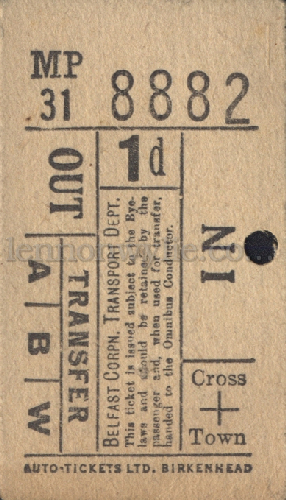 MP
31
8882
OUT
1d
IN
TRANSFER
A B W
BELFAST CORPN. TRANSPORT DEPT.
This ticket is issued subject to the Bye-
laws and should be retained by the
passenger and, when used for transfer,
handed to the Omnibus Conductor.
Cross
+
Town
AUTO-TICKETS LTD. BIRKENHEAD